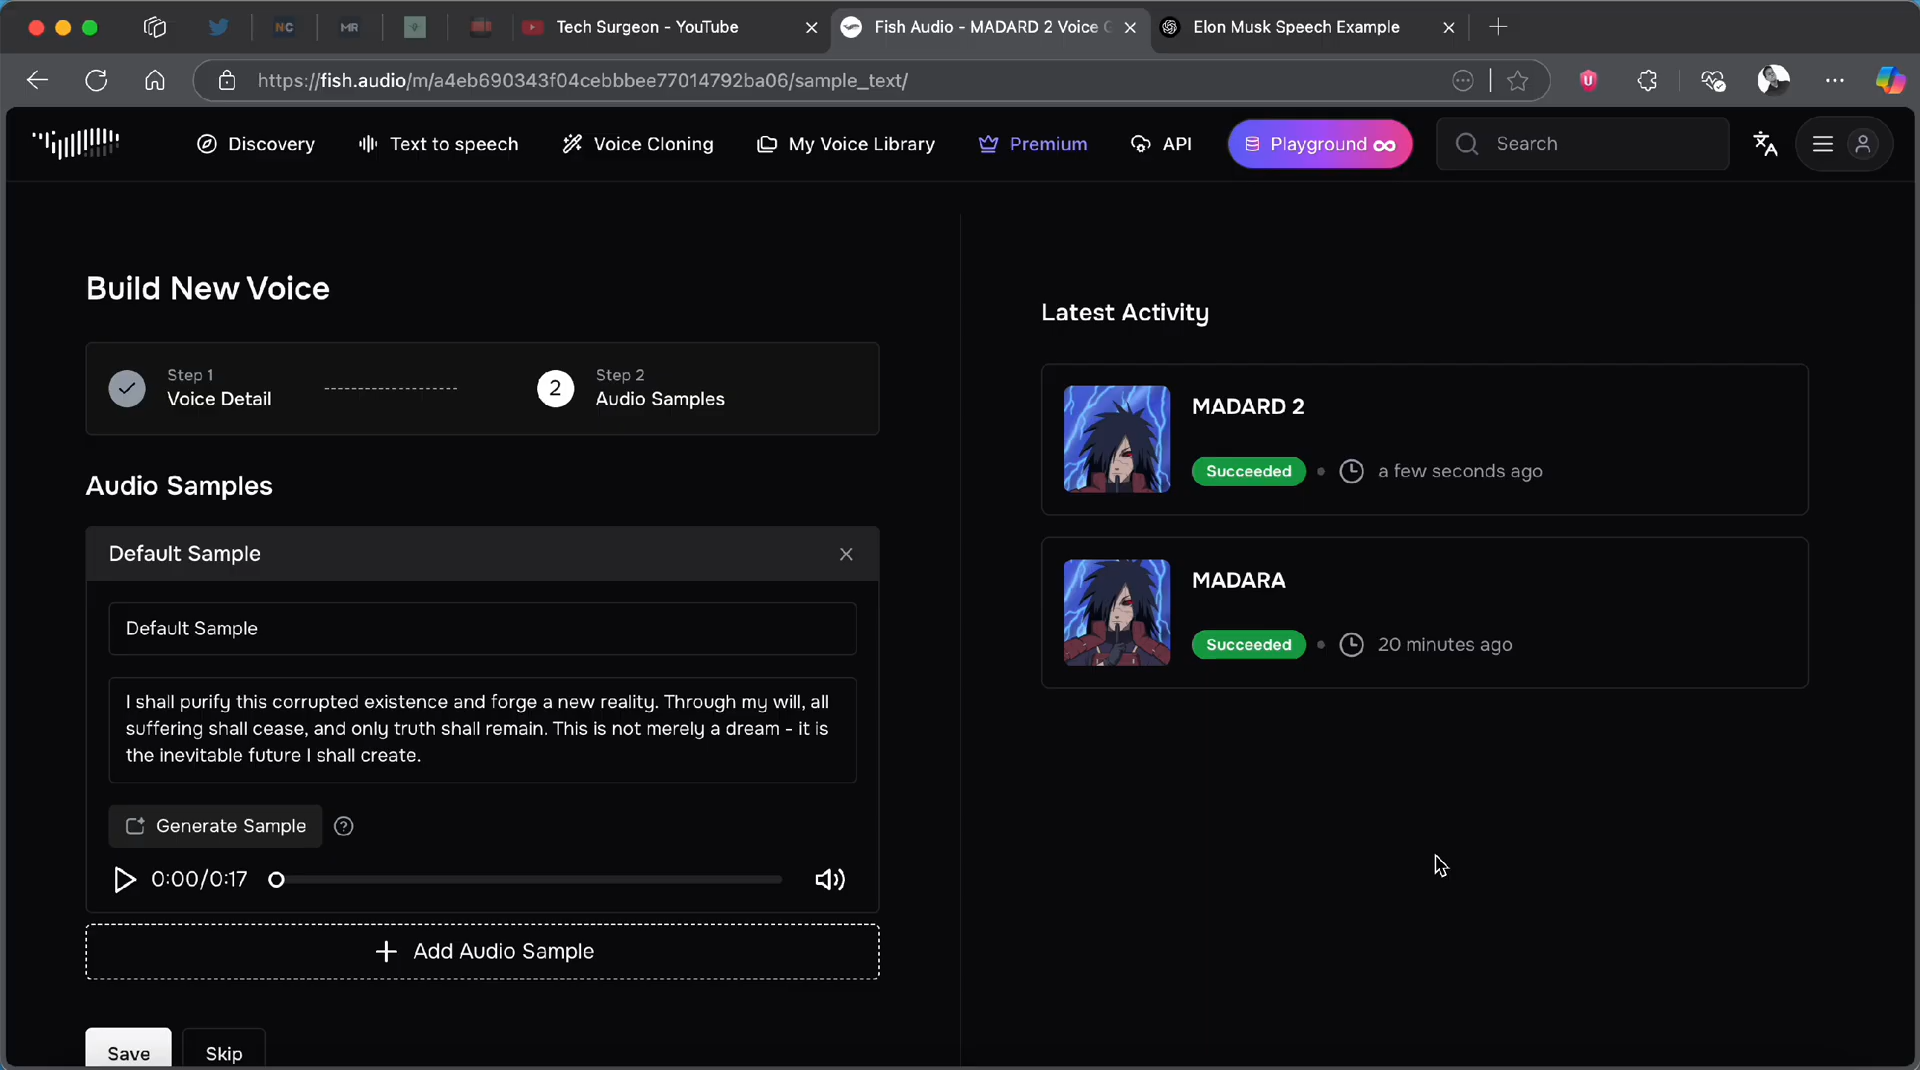 NC
MR
Tech Surgeon - YouTube
Fish Audio - MADARD 2 Voice
Elon Musk Speech Example
https://fish.audio/m/a4eb690343f04cebbbee77014792ba06/sample_text/
Discovery
Text to speech
Voice Cloning
My Voice Library
Premium
API
Playground
Search
Build New Voice
Step 1
Voice Detail
2
Step 2
Audio Samples
Audio Samples
Default Sample
Default Sample
I shall purify this corrupted existence and forge a new reality. Through my will, all
suffering shall cease, and only truth shall remain. This is not merely a dream - it is
the inevitable future I shall create.
Generate Sample
0:00/0:17
Add Audio Sample
Save
Skip
Latest Activity
MADARD 2
Succeeded
a few seconds ago
MADARA
Succeeded
20 minutes ago